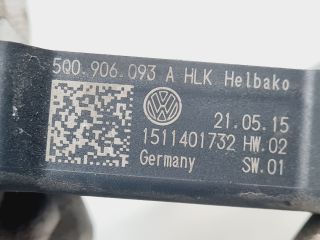 5Q0.906.093 A HLK Helbako
21.05.15
1511401732 HW.02
Germany SW.01